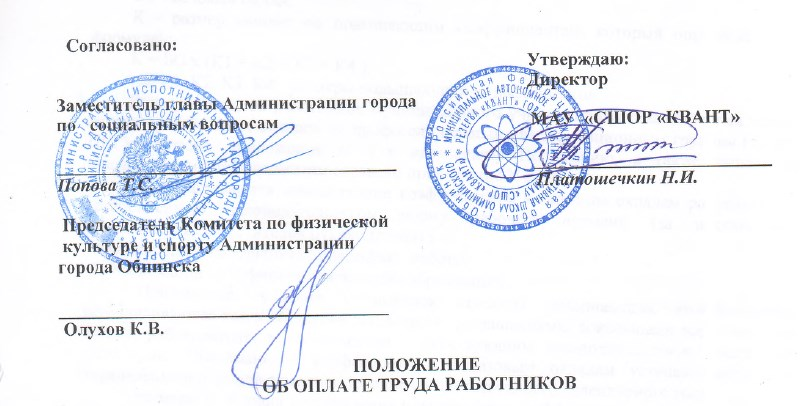 Согласовано:
Заместитель главы Администрации города
по социальным вопросам
Попова Т.С.
Председатель Комитета по физической
культуре и спорту Администрации
города Обнинска
Олухов К.В.
Утверждаю:
Директор
МАУ «СШОР «КВАНТ»
Платошечкин Н.И.
ПОЛОЖЕНИЕ
ОБ ОПЛАТЕ ТРУДА РАБОТНИКОВ